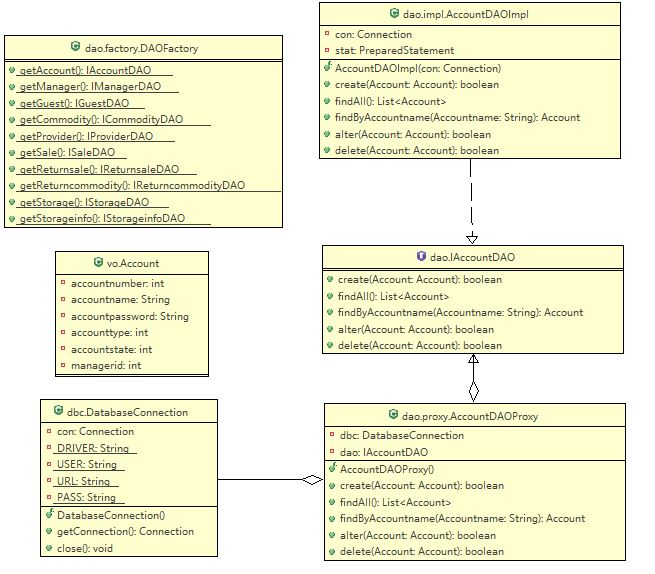 dao.factory.DAOFactory
getAccount(): IAccountDAO
getManager(): IManagerDAO
getGuest(): IGuestDAO
getCommodity(): ICommodityDAO
getProvider(): IProviderDAO
getSale(): ISaleDAO
getReturnsale(): IReturnsaleDAO
getReturncommodity(): IReturncommodityDAO
getStorage(): IStorageDAO
getStorageinfo(): IStorageinfoDAO
dao.impl.AccountDAOImpl
con: Connection
stat: PreparedStatement
AccountDAOImpl(con: Connection)
create(Account: Account): boolean
findAll(): List<Account>
findByAccountname(Accountname: String): Account
alter(Account: Account): boolean
delete(Account: Account): boolean
vo.Account
accountnumber: int
accountname: String
accountpassword: String
accounttype: int
accountstate: int
managerid: int
dao.IAccountDAO
create(Account: Account): boolean
findAll(): List<Account>
findByAccountname(Accountname: String): Account
alter(Account: Account): boolean
delete(Account: Account): boolean
dbc.DatabaseConnection
con: Connection
DRIVER: String
USER: String
URL: String
PASS: String
DatabaseConnection()
getConnection(): Connection
close(): void
dao.proxy.AccountDAOProxy
dbc: DatabaseConnection
dao: IAccountDAO
AccountDAOProxy()
create(Account: Account): boolean
findAll(): List<Account>
findByAccountname(Accountname: String): Account
alter(Account: Account): boolean
delete(Account: Account): boolean